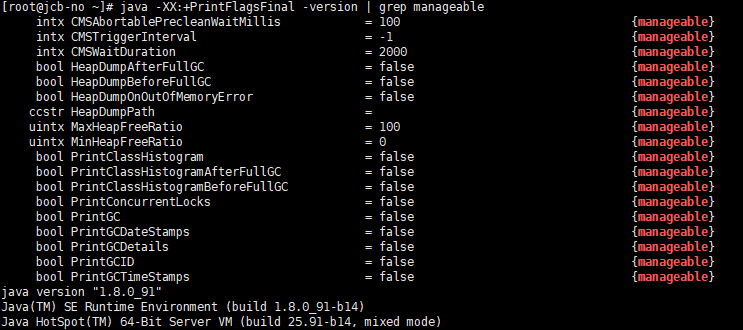 [root@jcb-no ~]# java -XX:+PrintFlagsFinal -version | grep manageable
intx CMSAbortablePrecleanWaitMillis = 100 {manageable}
intx CMSTriggerInterval = -1 {manageable}
intx CMSWaitDuration = 2000 {manageable}
bool HeapDumpAfterFullGC = false {manageable}
bool HeapDumpBeforeFullGC = false {manageable}
bool HeapDumpOnOutOfMemoryError = false {manageable}
ccstr HeapDumpPath = {manageable}
uintx MaxHeapFreeRatio = 100 {manageable}
uintx MinHeapFreeRatio = 0 {manageable}
bool PrintClassHistogram = false {manageable}
bool PrintClassHistogramAfterFullGC = false {manageable}
bool PrintClassHistogramBeforeFullGC = false {manageable}
bool PrintConcurrentLocks = false {manageable}
bool PrintGC = false {manageable}
bool PrintGCDateStamps = false {manageable}
bool PrintGCDetails = false {manageable}
bool PrintGCID = false {manageable}
bool PrintGCTimeStamps = false {manageable}
java version "1.8.0_91"
Java(TM) SE Runtime Environment (build 1.8.0_91-b14)
Java HotSpot(TM) 64-Bit Server VM (build 25.91-b14, mixed mode)